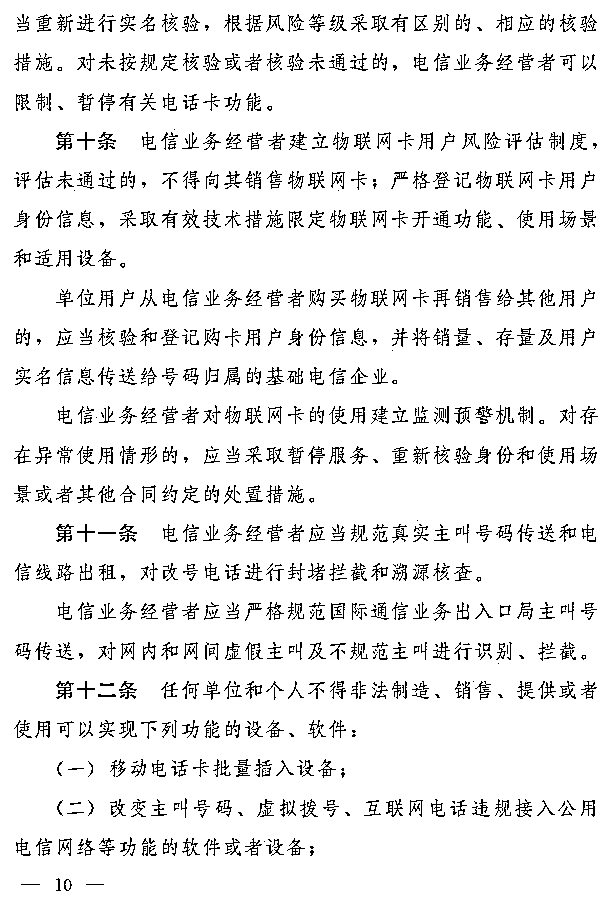 当重新进行实名核验，根据风险等级采取有区别的、相应的核验
措施。对未按规定核验或者核验未通过的，电信业务经营者可以
限制、暂停有关电话卡功能。
第十条　电信业务经营者建立物联网卡用户风险评估制度，
评估未通过的，不得向其销售物联网卡；严格登记物联网卡用户
身份信息，采取有效技术措施限定物联网卡开通功能、使用场景
和适用设备。
单位用户从电信业务经营者购买物联网卡再销售给其他用户
的，应当核验和登记购卡用户身份信息，并将销量、存量及用户
实名信息传送给号码归属的基础电信企业。
电信业务经营者对物联网卡的使用建立监测预警机制。对存
在异常使用情形的，应当采取暂停服务、重新核验身份和使用场
景或者其他合同约定的处置措施。
第十一条　电信业务经营者应当规范真实主叫号码传送和电
信线路出租，对改号电话进行封堵拦截和溯源核查。
电信业务经营者应当严格规范国际通信业务出入口局主叫号
码传送，对网内和网间虚假主叫及不规范主叫进行识别、拦截。
第十二条　任何单位和个人不得非法制造、销售、提供或者
使用可以实现下列功能的设备、软件：
（一）移动电话卡批量插入设备；
（二）改变主叫号码、虚拟拨号、互联网电话违规接入公用
电信网络等功能的软件或者设备；
— 10 —